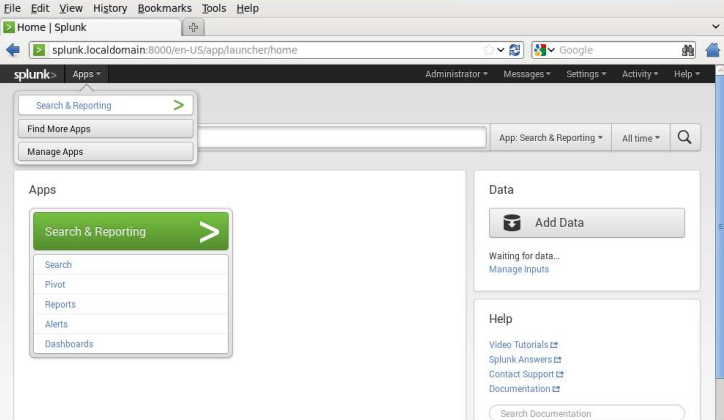 File Edit View History Bookmarks Tools Help
Home | Splunk
splunk.localdomain:8000/en-US/app/launcher/home
Google
splunk> Apps Administrator Messages Settings Activity Help
Search & Reporting >
Find More Apps
Manage Apps
App: Search & Reporting All time
Apps
Search & Reporting >
Search
Pivot
Reports
Alerts
Dashboards
Data
Add Data
Waiting for data...
Manage Inputs
Help
Video Tutorials
Splunk Answers
Contact Support
Documentation
Search Documentation